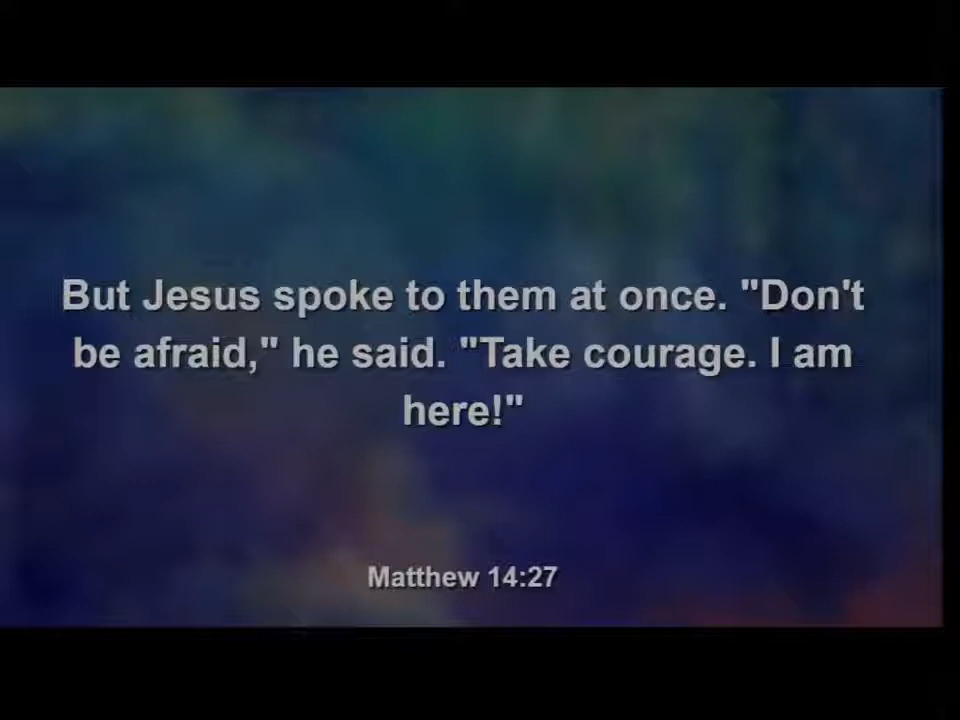 But Jesus spoke to them at once. "Don't
be afraid," he said. "Take courage. I am
here!"
Matthew 14:27